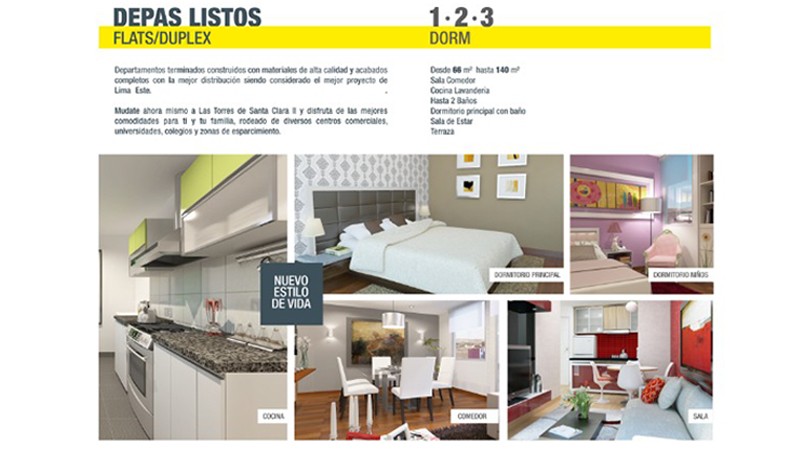 DEPAS LISTOS
FLATS/DUPLEX
Departamentos terminados construidos con materiales de alta calidad y acabados
completos con la mejor distribución siendo considerado el mejor proyecto de
Lima Este. .
Mudate ahora mismo a Las Torres de Santa Clara II y disfruta de las mejores
comodidades para ti y tu familia, rodeado de diversos centros comerciales,
universidades, colegios y zonas de esparcimiento.
1·2·3
DORM
Desde 66 m² hasta 140 m²
Sala Comedor
Cocina Lavandería
Hasta 2 Baños
Dormitorio principal con baño
Sala de Estar
Terraza
NUEVO
ESTILO
DE VIDA
DORMITORIO PRINCIPAL
DORMITORIO NIÑOS
COCINA
COMEDOR
SALA